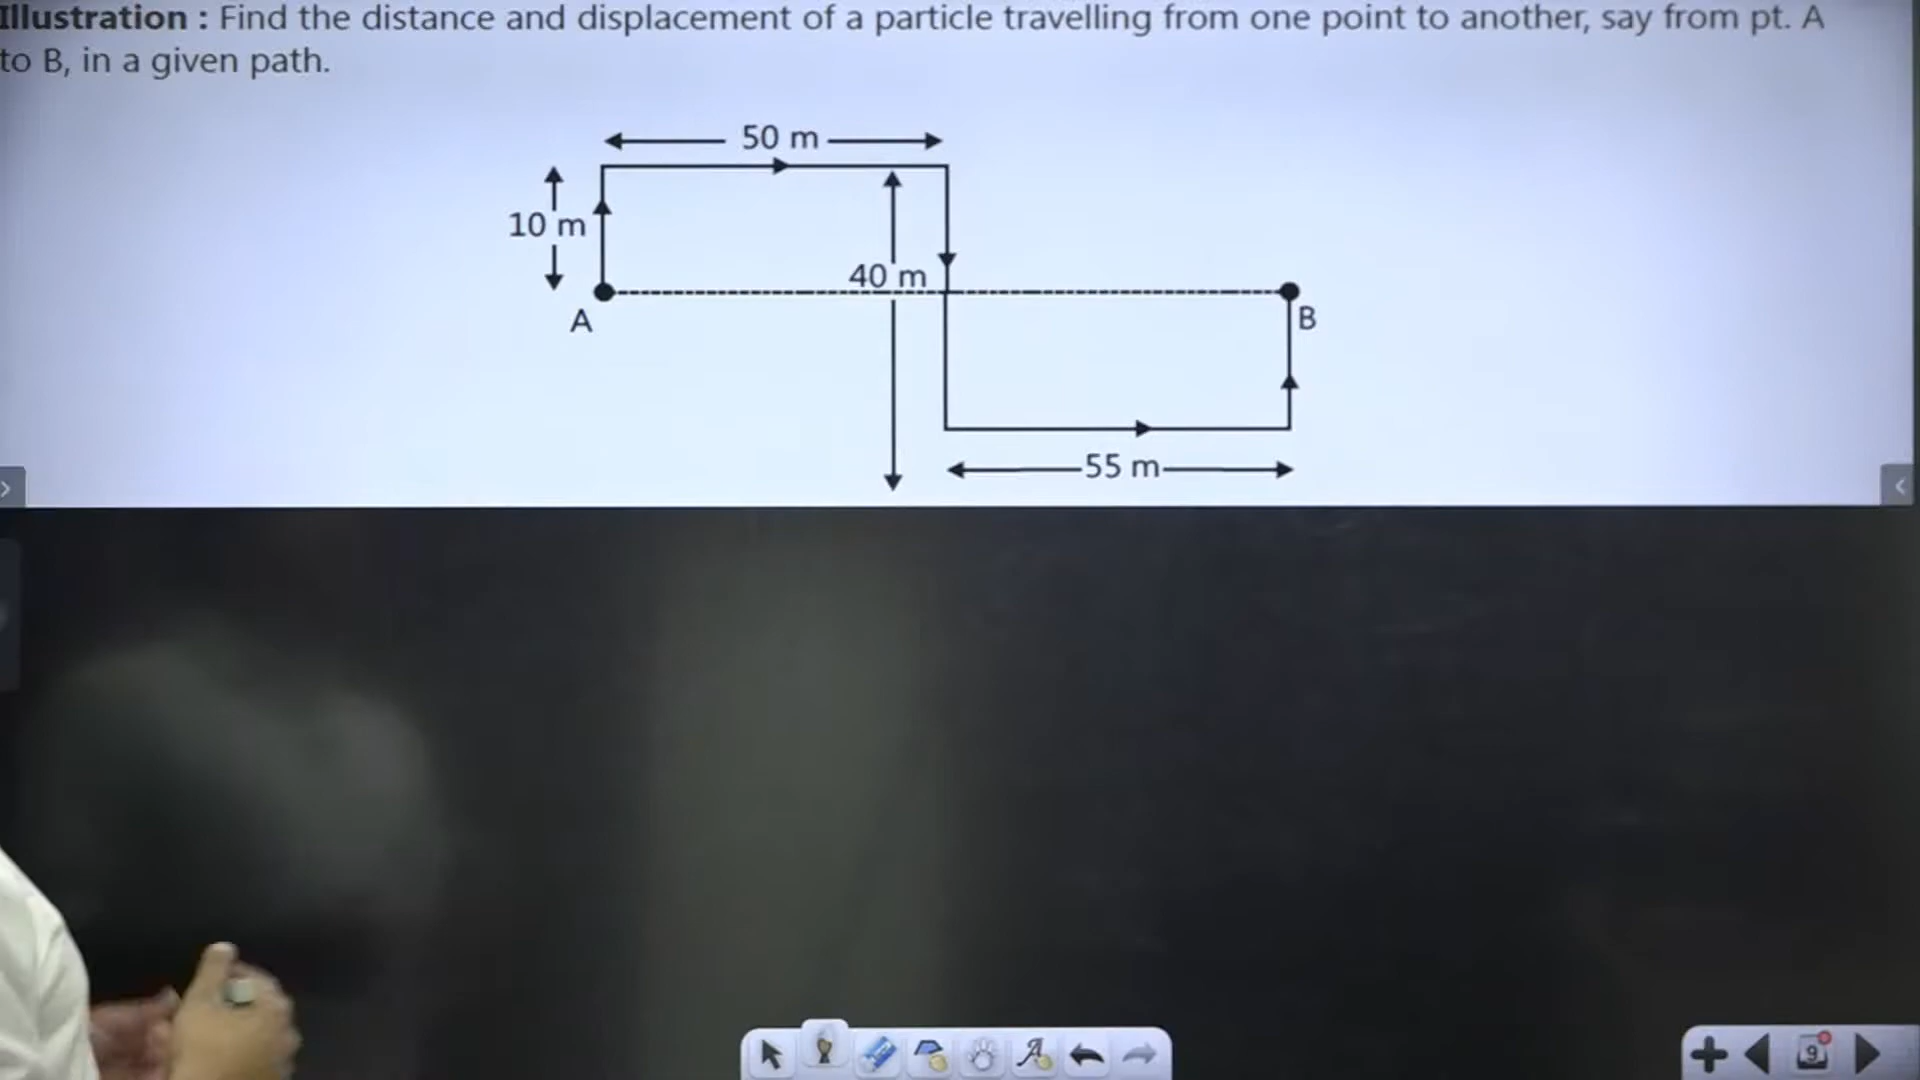 Illustration : Find the distance and displacement of a particle travelling from one point to another, say from pt. A
to B, in a given path.
50 m
10 m
40 m
A
B
55 m
9